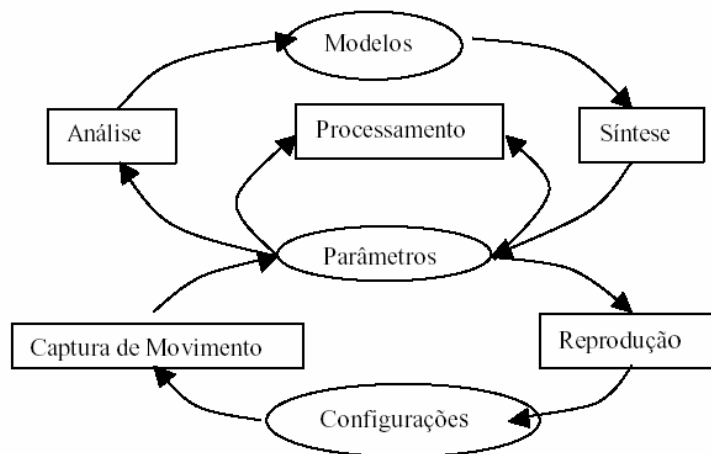 Modelos
Análise
Processamento
Síntese
Parâmetros
Captura de Movimento
Reprodução
Configurações